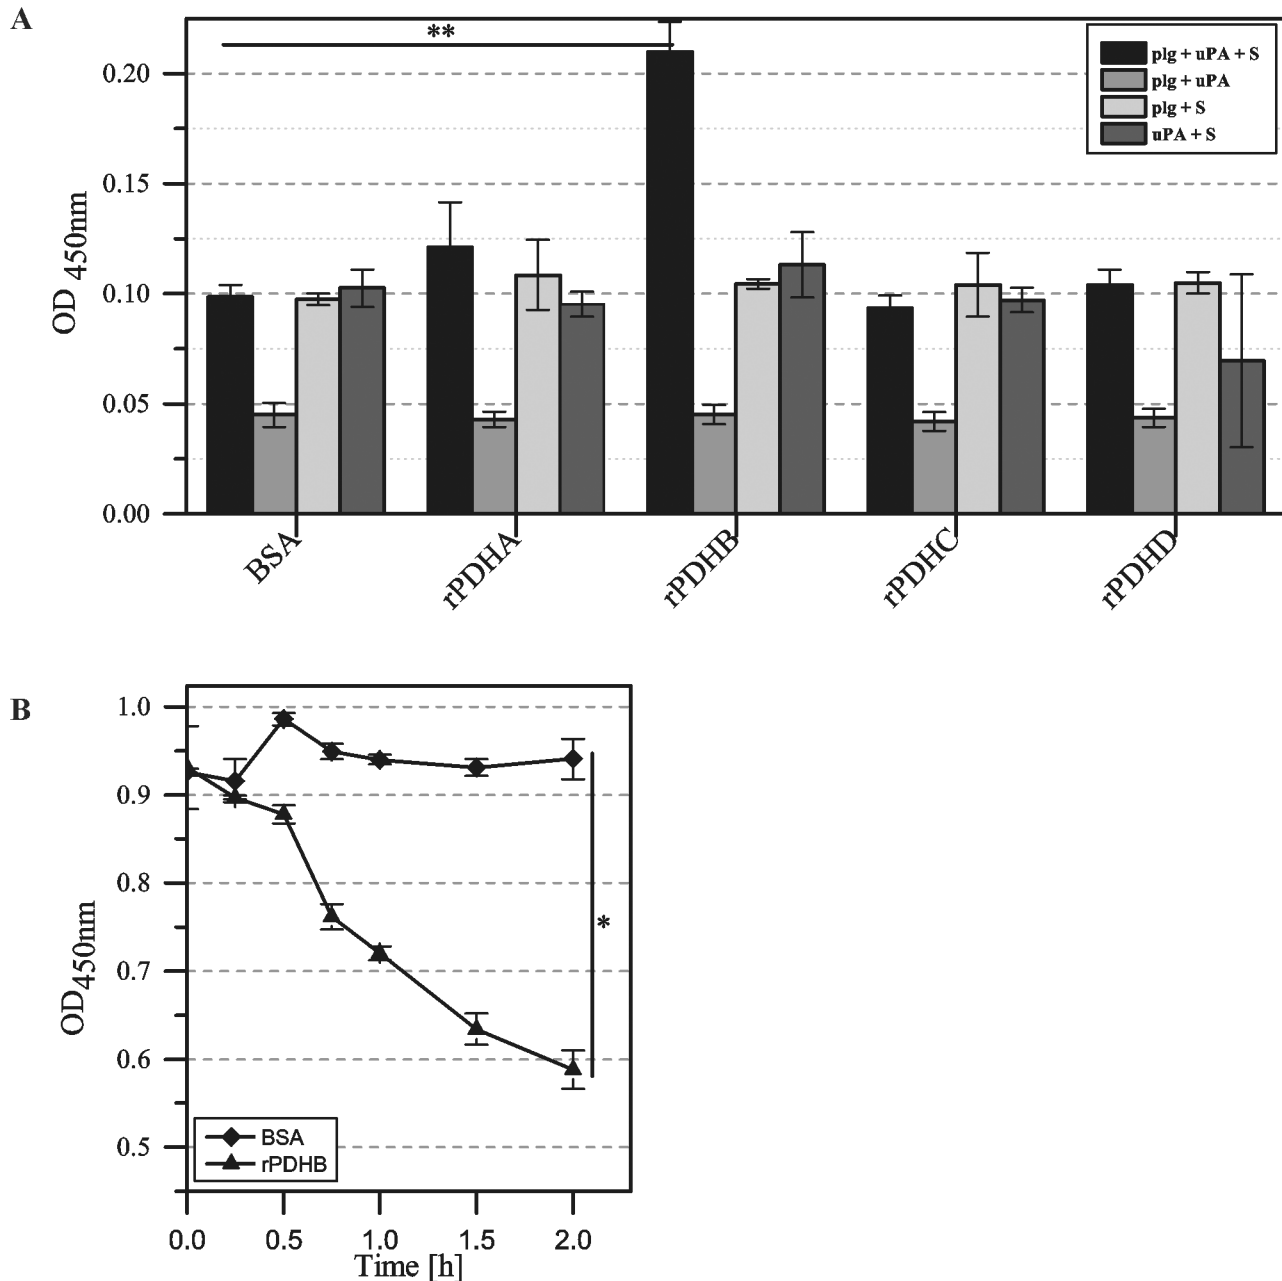 A
**
plg + uPA + S
plg + uPA
plg + S
uPA + S
0.20
0.15
0.10
0.05
0.00
OD 450nm
BSA
rPDHA
rPDHB
rPDHC
rPDHD
B
1.0
0.9
0.8
0.7
0.6
0.5
OD450nm
*
BSA
rPDHB
0.0 0.5 1.0 1.5 2.0
Time [h]